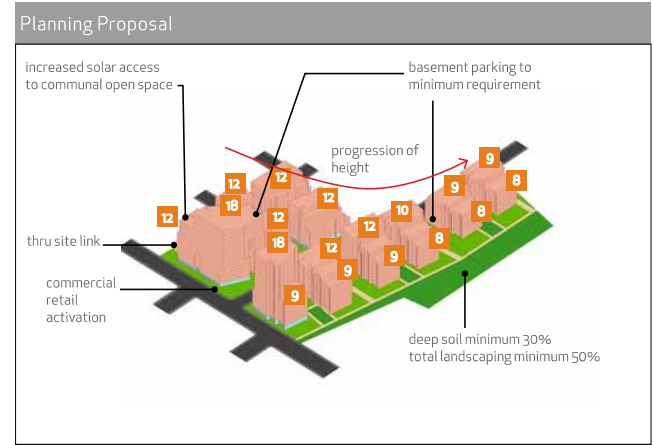 Planning Proposal
increased solar access
to communal open space
basement parking to
minimum requirement
progression of
height
9
8
12
12
9
18
12
8
12
12
10
12
18
12
8
thru site link
12
9
9
commercial
retail
activation
9
deep soil minimum 30%
total landscaping minimum 50%